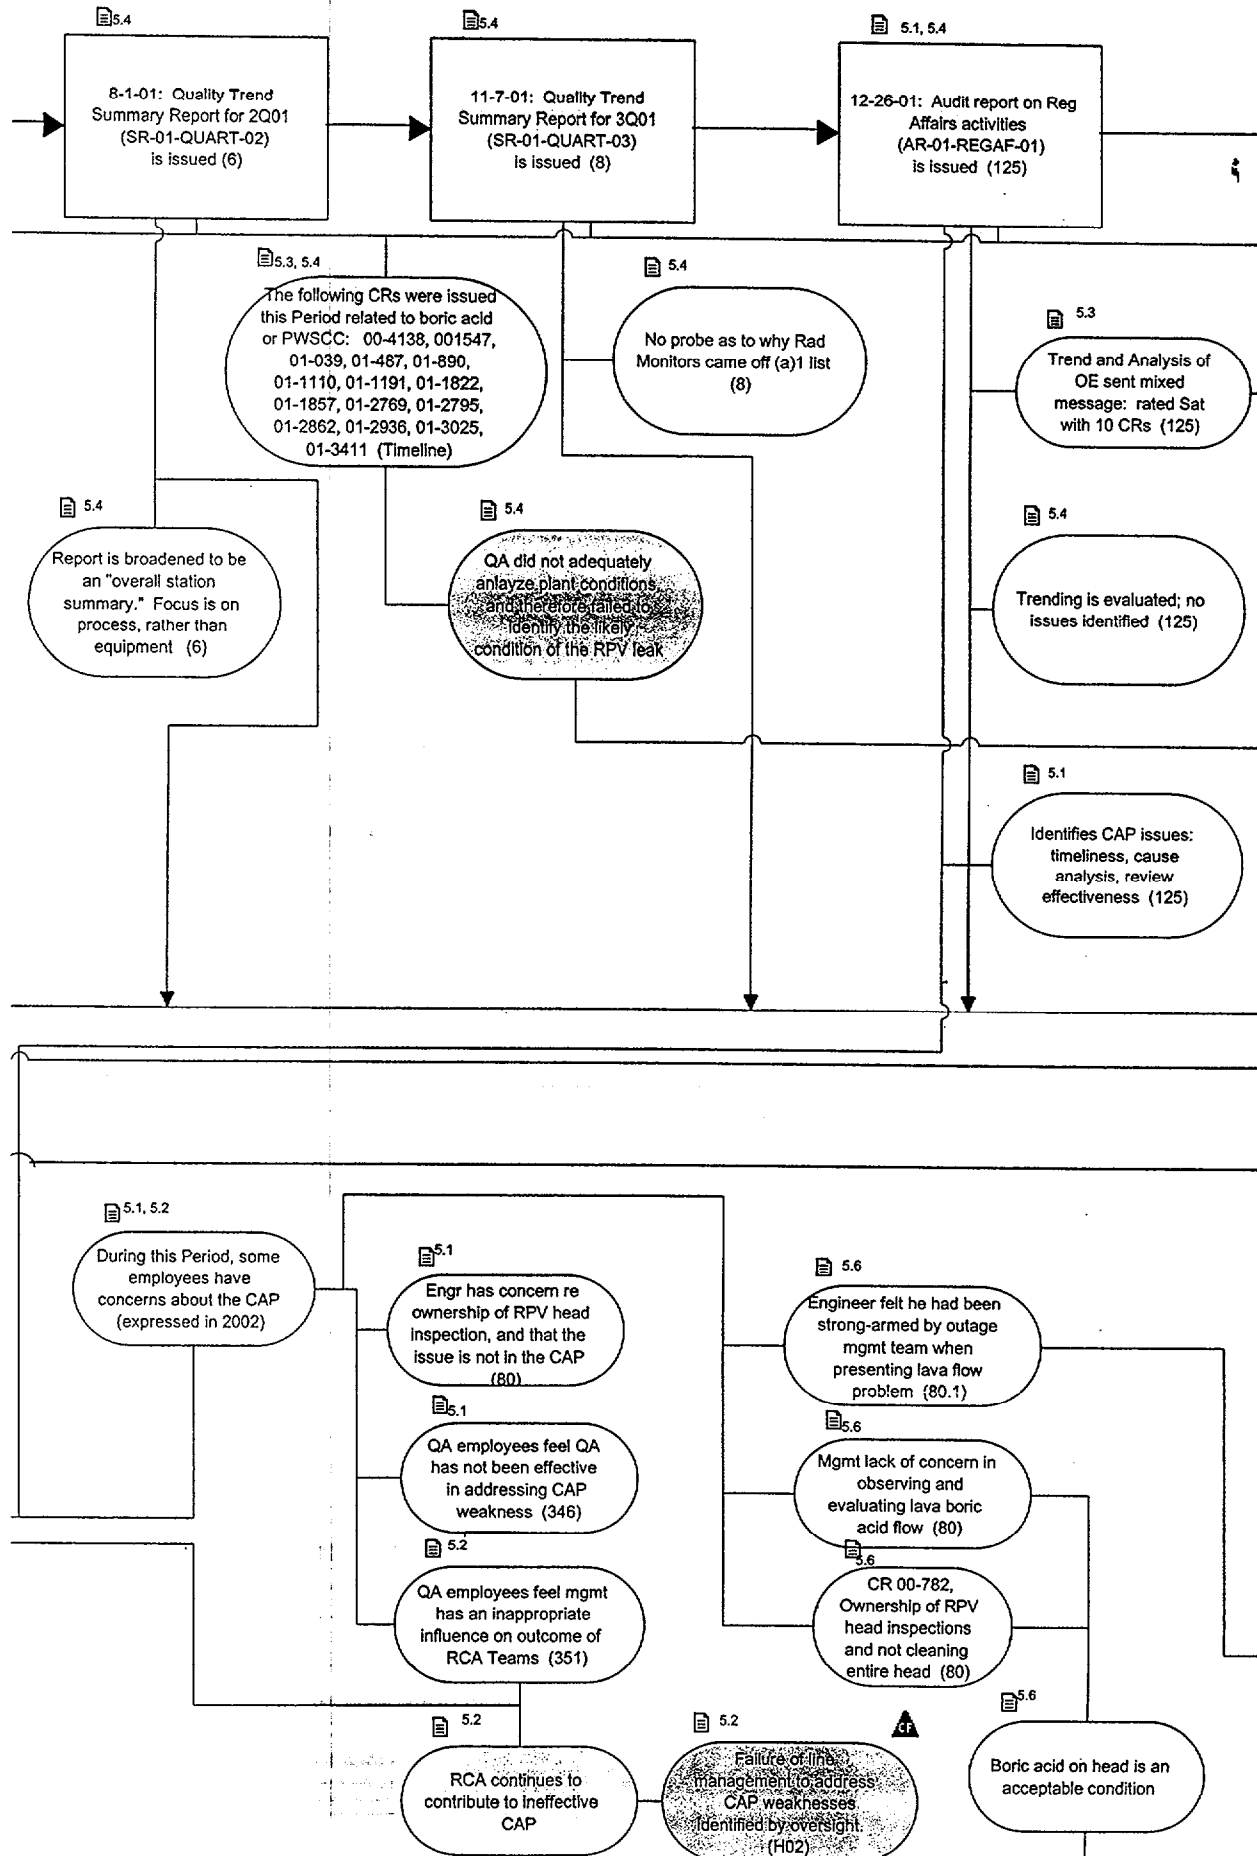 5.4
8-1-01: Quality Trend
Summary Report for 2Q01
(SR-01-QUART-02)
is issued (6)
5.4
11-7-01: Quality Trend
Summary Report for 3Q01
(SR-01-QUART-03)
is issued (8)
5.1, 5.4
12-26-01: Audit report on Reg
Affairs activities
(AR-01-REGAF-01)
is issued (125)
5.3, 5.4
The following CRs were issued
this Period related to boric acid
or PWSCC: 00-4138, 001547,
01-039, 01-487, 01-890,
01-1110, 01-1191, 01-1822,
01-1857, 01-2769, 01-2795,
01-2862, 01-2936, 01-3025,
01-3411 (Timeline)
5.4
No probe as to why Rad
Monitors came off (a)1 list
(8)
5.3
Trend and Analysis of
OE sent mixed
message: rated Sat
with 10 CRs (125)
5.4
Report is broadened to be
an "overall station
summary." Focus is on
process, rather than
equipment (6)
5.4
QA did not adequately
anlayze plant conditions
and therefore failed to
identify the likely
condition of the RPV leak
5.4
Trending is evaluated; no
issues identified (125)
5.1
Identifies CAP issues:
timeliness, cause
analysis, review
effectiveness (125)
5.1, 5.2
During this Period, some
employees have
concerns about the CAP
(expressed in 2002)
5.1
Engr has concern re
ownership of RPV head
inspection, and that the
issue is not in the CAP
(80)
5.6
Engineer felt he had been
strong-armed by outage
mgmt team when
presenting lava flow
problem (80.1)
5.1
QA employees feel QA
has not been effective
in addressing CAP
weakness (346)
5.6
Mgmt lack of concern in
observing and
evaluating lava boric
acid flow (80)
5.2
QA employees feel mgmt
has an inappropriate
influence on outcome of
RCA Teams (351)
5.6
CR 00-782,
Ownership of RPV
head inspections
and not cleaning
entire head (80)
5.2
RCA continues to
contribute to ineffective
CAP
5.2
CF
Failure of line
management to address
CAP weaknesses
identified by oversight.
(H02)
5.6
Boric acid on head is an
acceptable condition